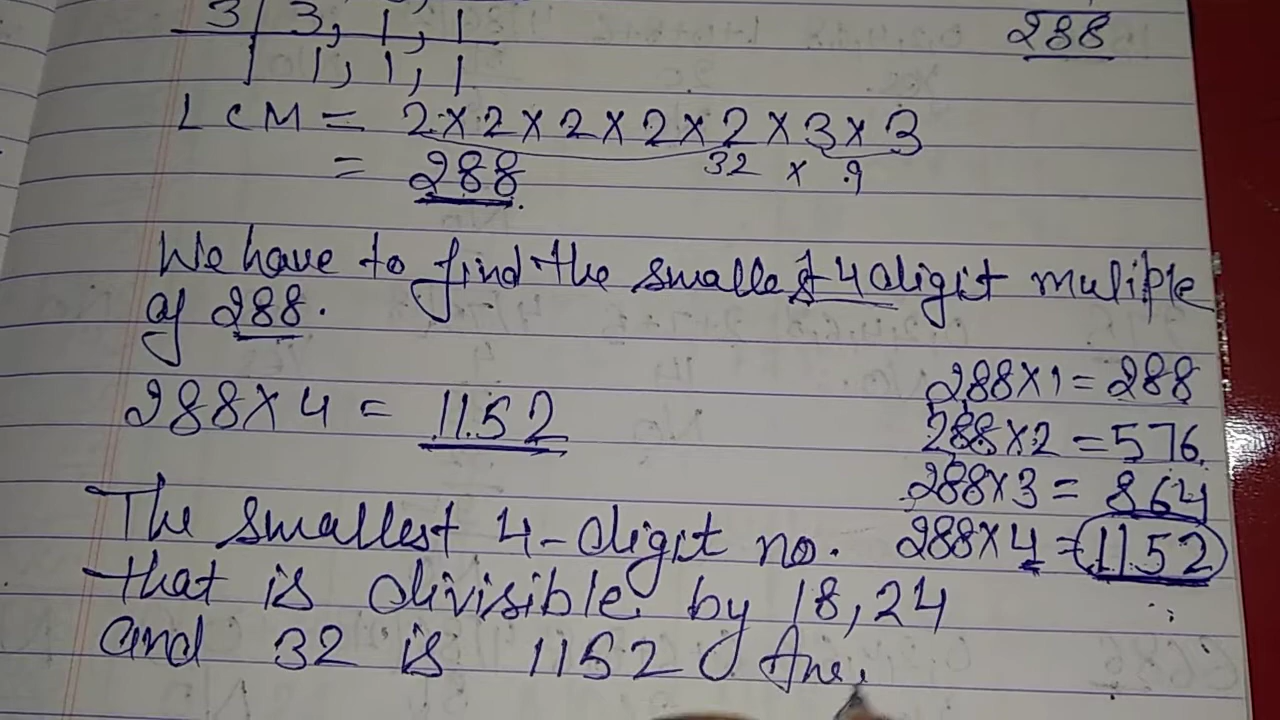 3 | 3, 1, 1
288
1, 1, 1
LCM = 2 × 2 × 2 × 2 × 2 × 3 × 3
32 × 9
= 288.
We have to find the smallest 4 digit muliple
of 288.
288×1 = 288
288 × 4 = 1152
288×2 = 576
288×3 = 864
The smallest 4-digit no.
288×4 = 1152
that is divisible by 18, 24
and 32 is 1152 Ans.